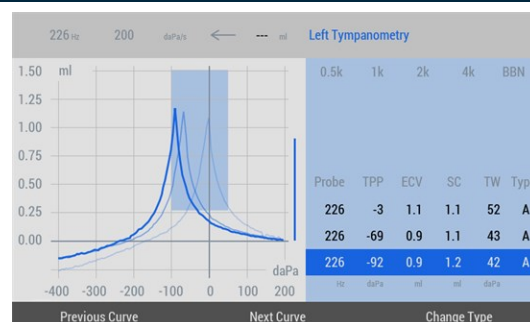 226 Hz 200 daPa/s --- ml Left Tympanometry
1.50 ml 0.5k 1k 2k 4k BBN
1.25
1.00
0.75
0.50 Probe TPP ECV SC TW Typ
0.25 226 -3 1.1 1.1 52 A
0.00 226 -69 0.9 1.1 43 A
226 -92 0.9 1.2 42 A
daPa Hz daPa ml ml daPa
-400 -300 -200 -100 0 100 200
Previous Curve Next Curve Change Type